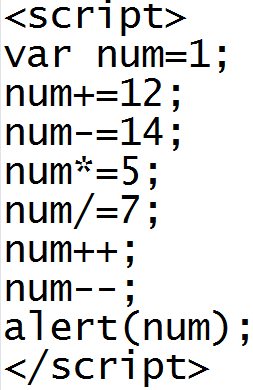 <script>
var num=1;
num+=12;
num-=14;
num*=5;
num/=7;
num++;
num--;
alert(num);
</script>